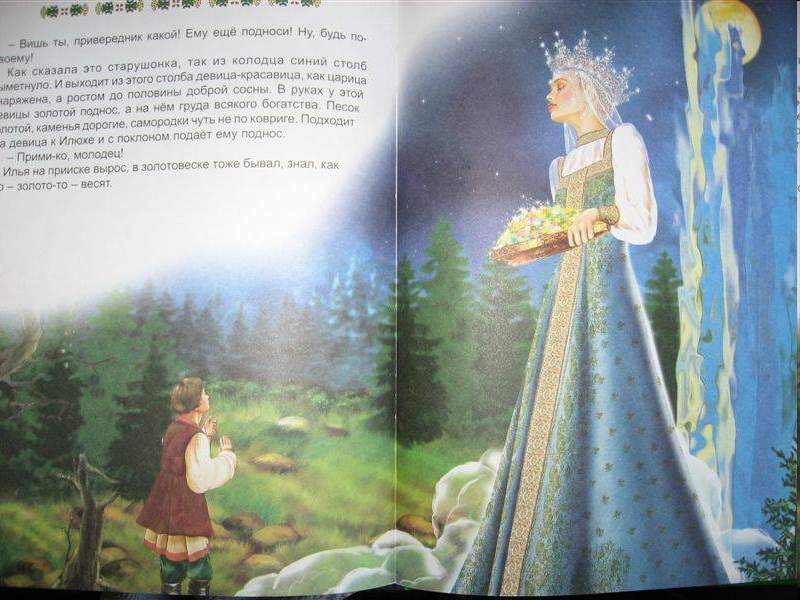 – Вишь ты, привередник какой! Ему ещё подноси! Ну, будь по-
воему!
Как сказала это старушонка, так из колодца синий столб
ыметнуло. И выходит из этого столба девица-красавица, как царица
наряжена, а ростом до половины доброй сосны. В руках у этой
евицы золотой поднос, а на нём груда всякого богатства. Песок
олотой, каменья дорогие, самородки чуть не по ковриге. Подходит
а девица к Илюхе и с поклоном подаёт ему поднос.
– Прими-ко, молодец!
Илья на прииске вырос, в золотовеске тоже бывал, знал, как
о – золото-то – весят.